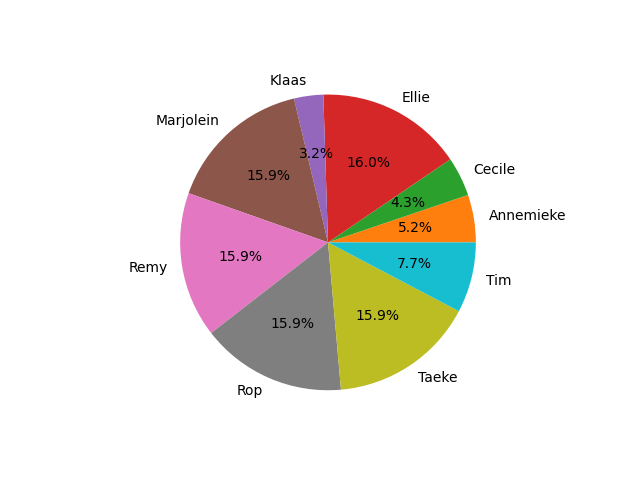 Klaas
Ellie
Marjolein
3.2%
16.0%
Cecile
15.9%
4.3%
Annemieke
5.2%
15.9%
7.7%
Remy
Tim
15.9%
15.9%
Taeke
Rop